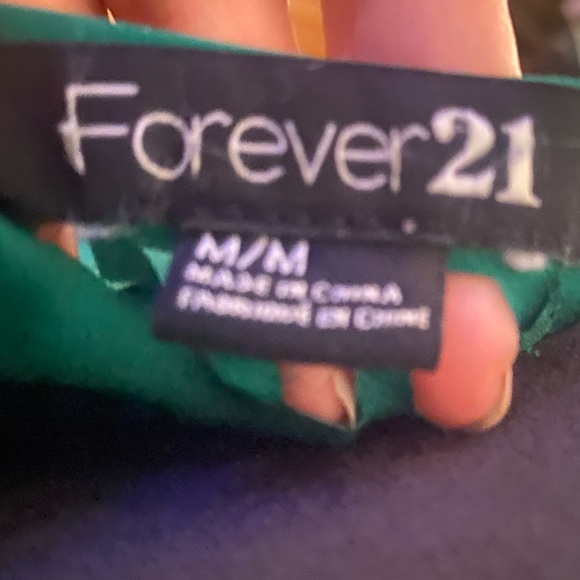 Forever21
M/M
MADE IN CHINA
FABRIQUÉ EN CHINE